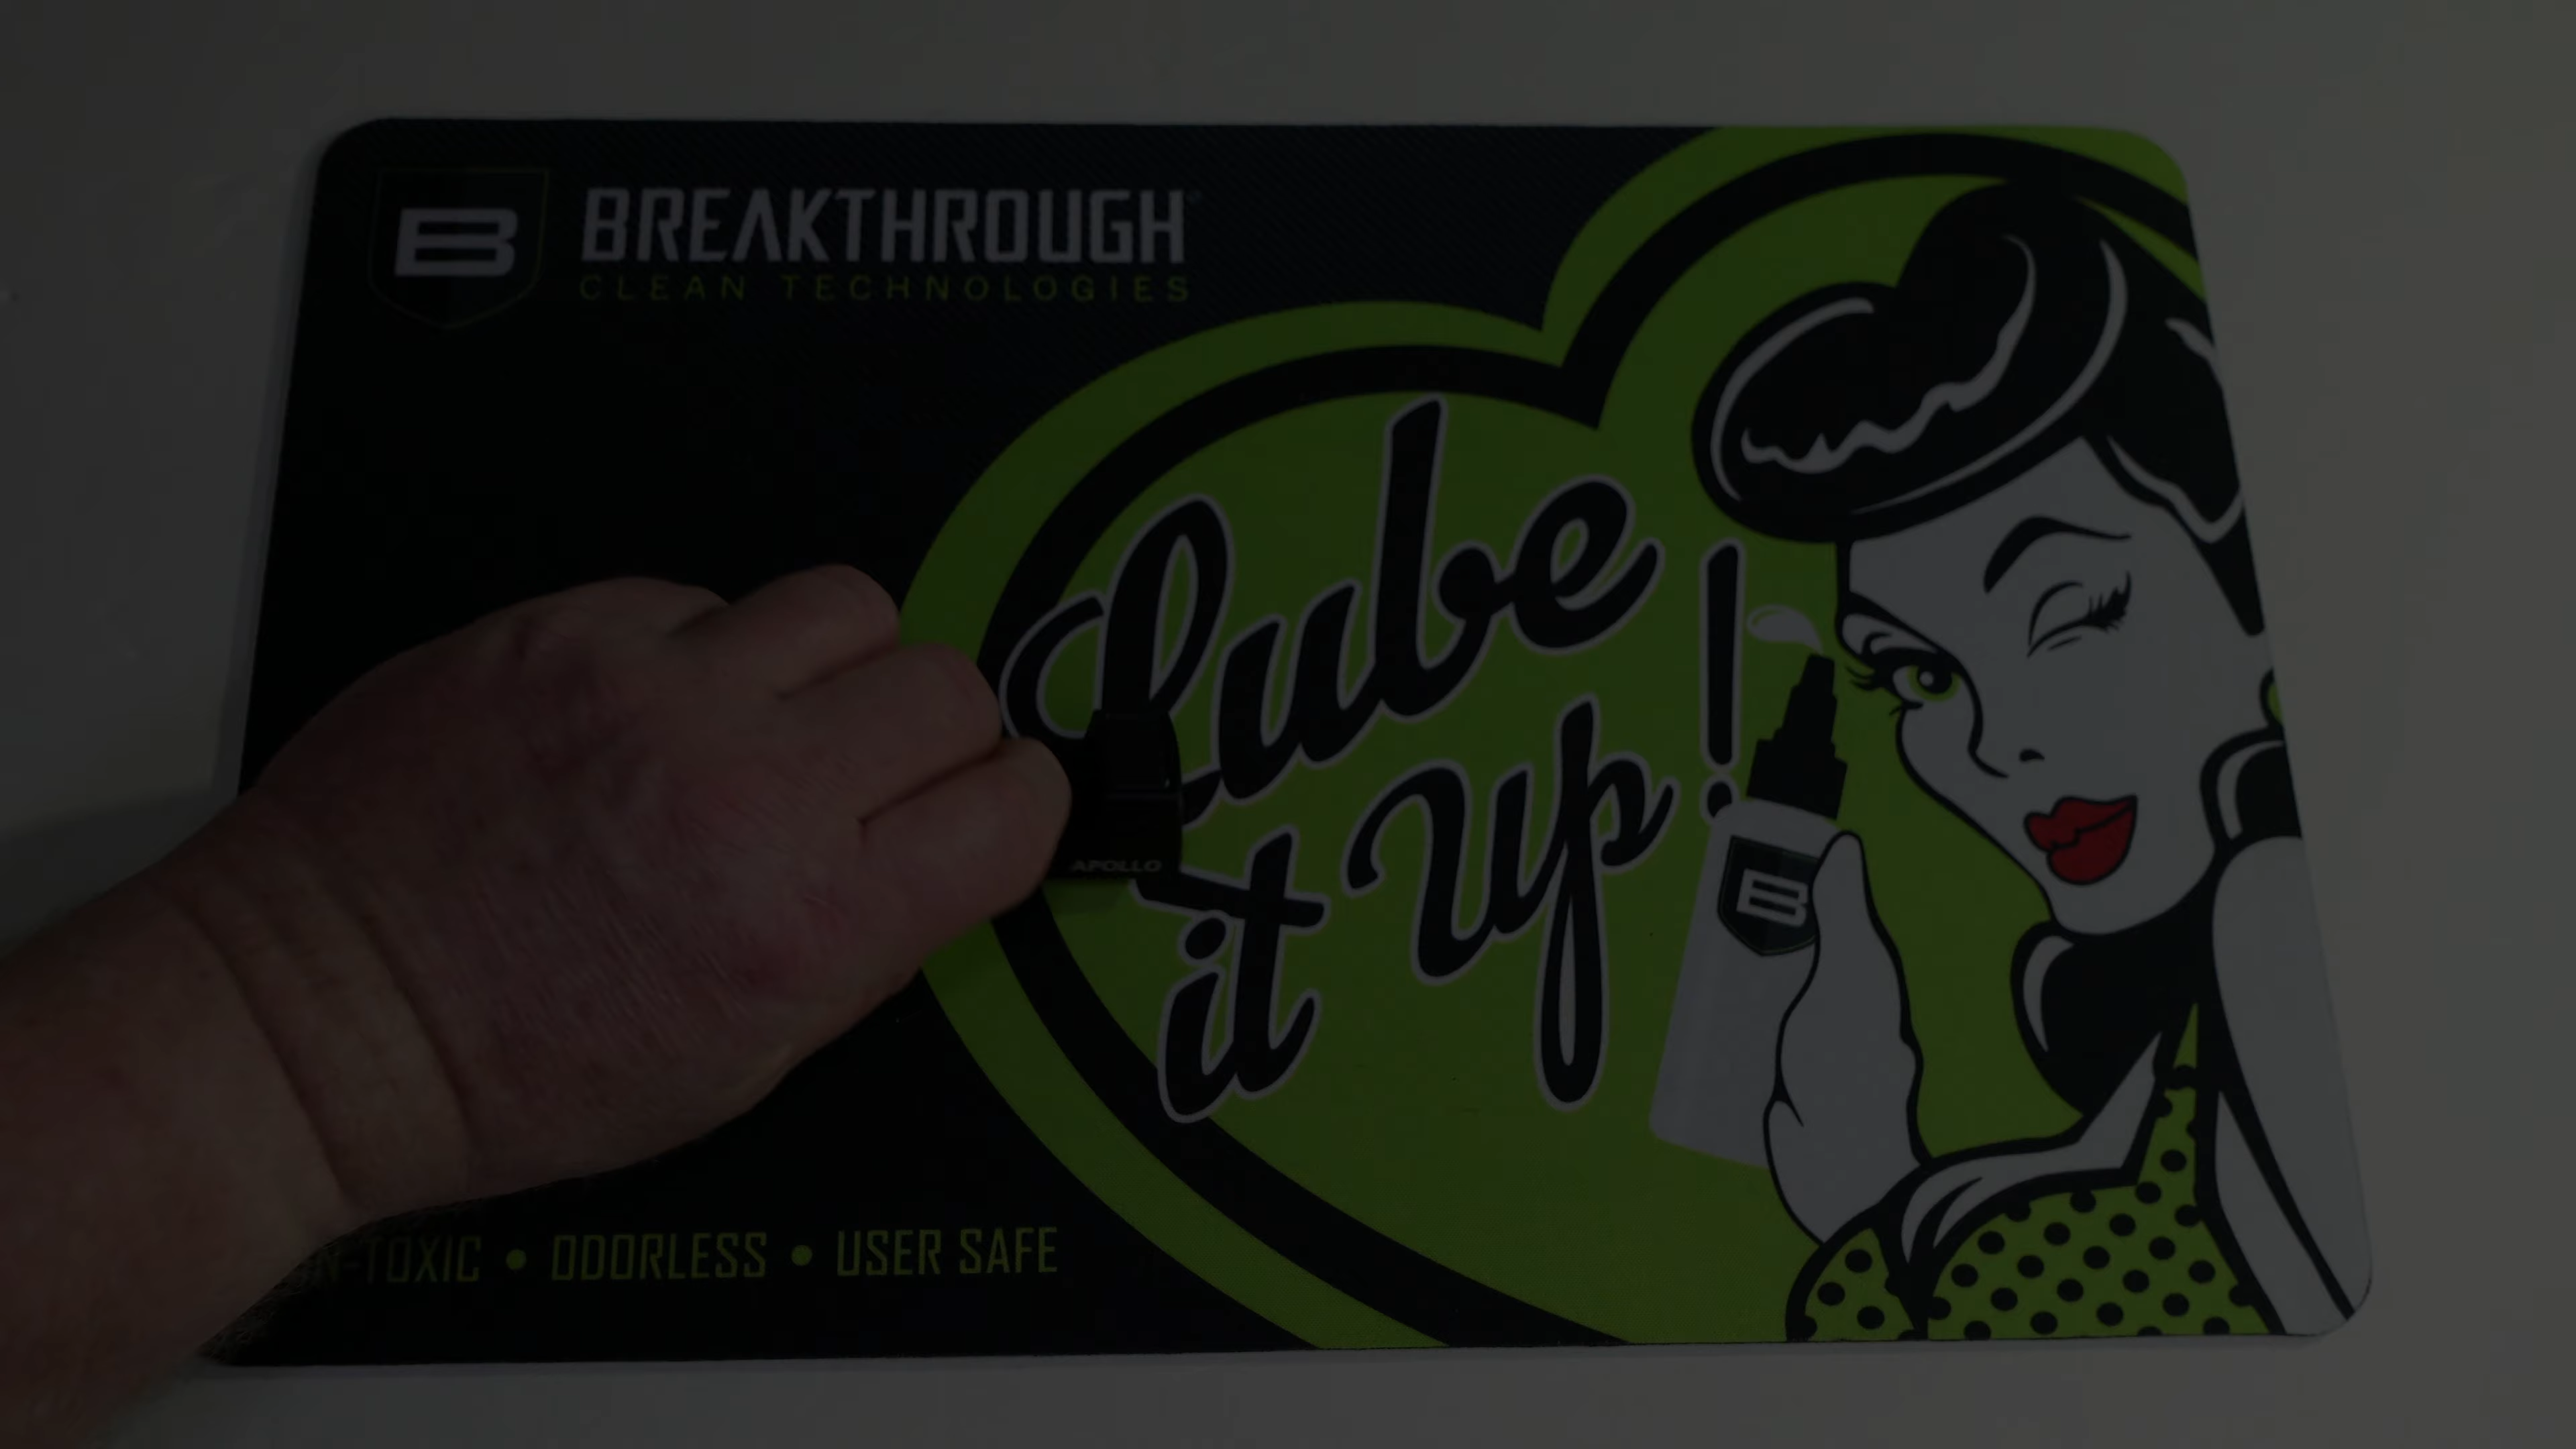 B BREAKTHROUGH
CLEAN TECHNOLOGIES
Lube
it up!
B
APOLLO
N-TOXIC • ODORLESS • USER SAFE